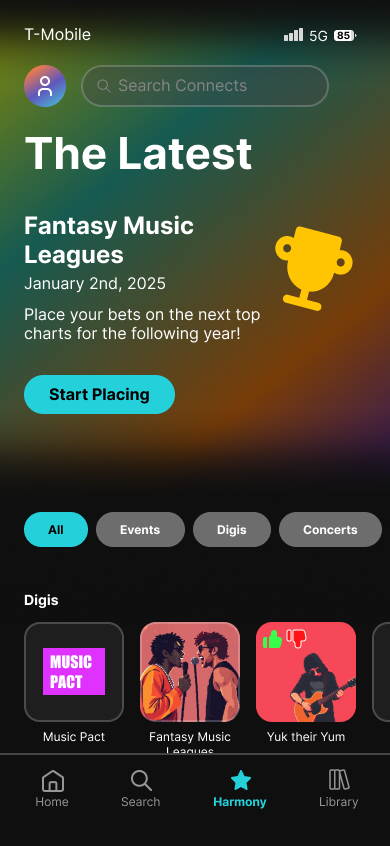 T-Mobile
5G
85
Search Connects
The Latest
Fantasy Music
Leagues
January 2nd, 2025
Place your bets on the next top
charts for the following year!
Start Placing
All
Events
Digis
Concerts
Digis
MUSIC
PACT
Music Pact
Fantasy Music
Leagues
Yuk their Yum
Home
Search
Harmony
Library